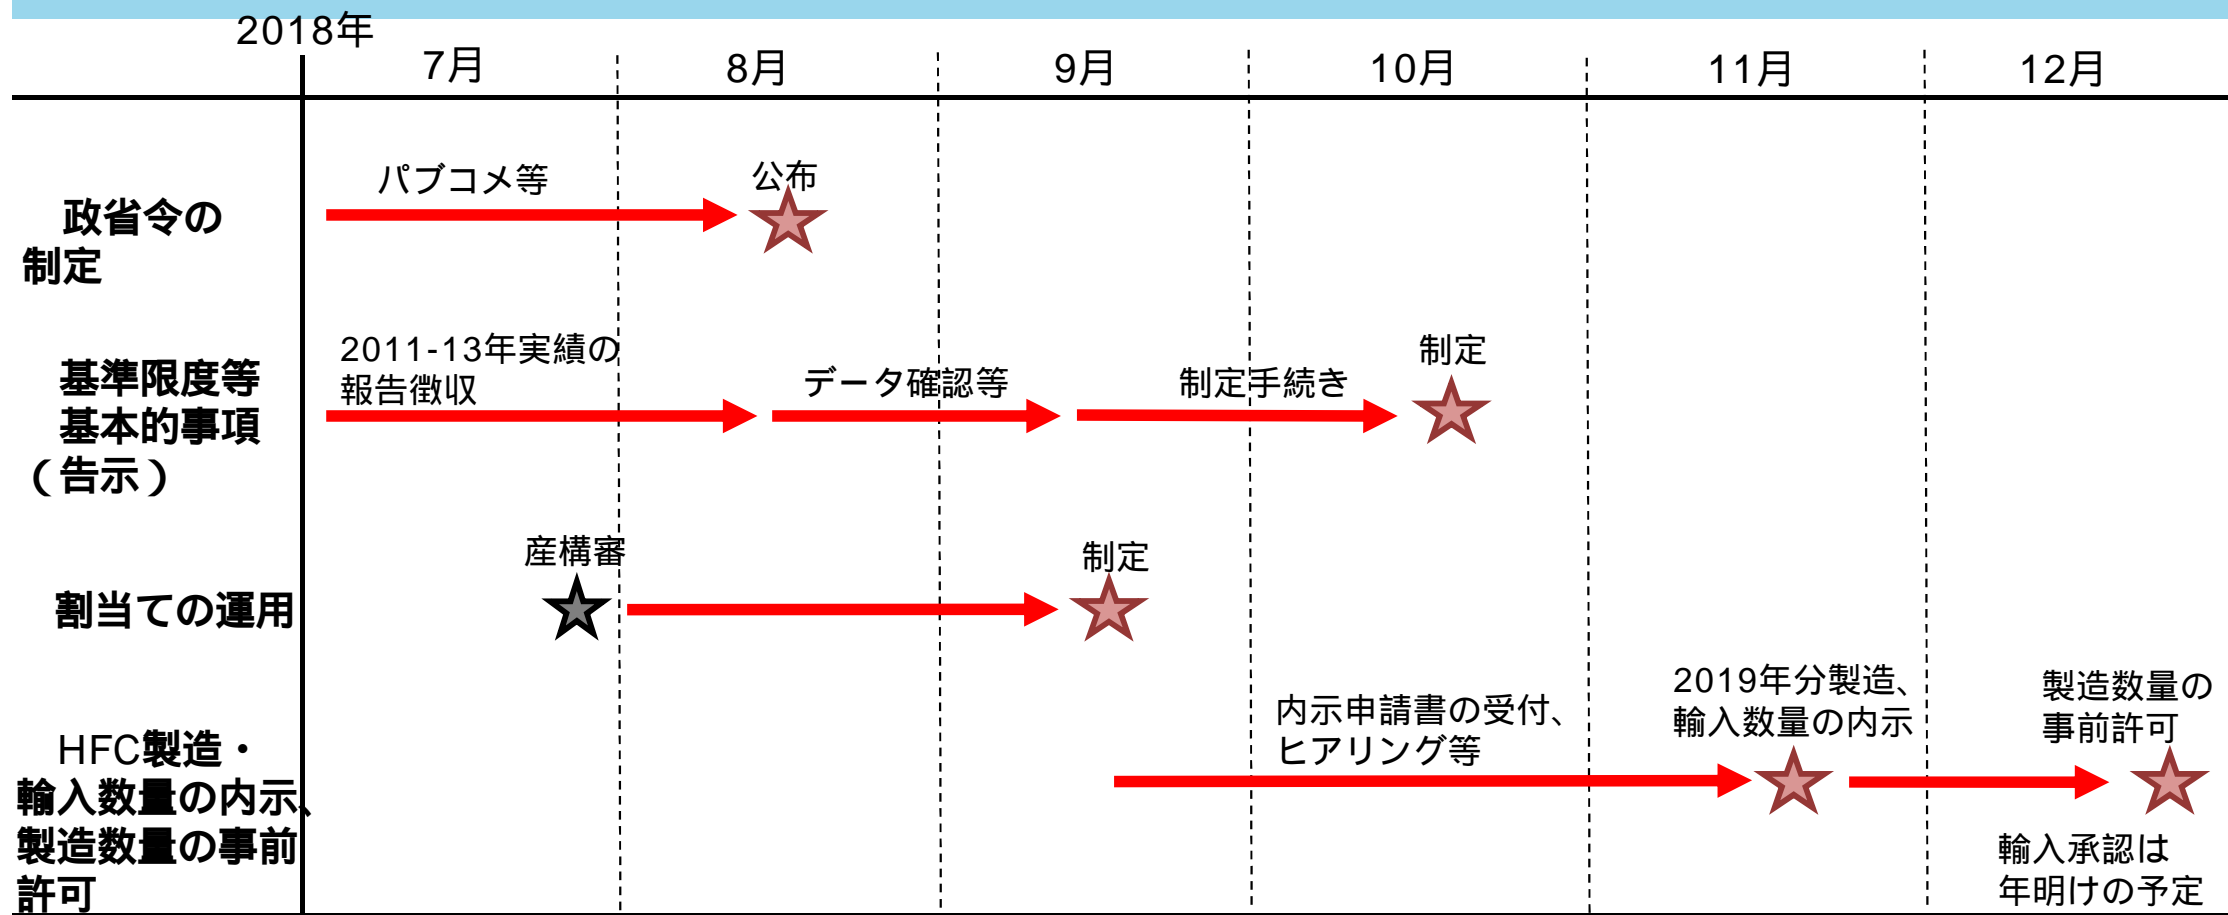 2018年
7月
8月
9月
10月
11月
12月
政省令の
制定
パブコメ等
公布
基準限度等
基本的事項
（告示）
2011-13年実績の
報告徴収
データ確認等
制定手続き
制定
割当ての運用
産構審
制定
HFC製造・
輸入数量の内示、
製造数量の事前
許可
内示申請書の受付、
ヒアリング等
2019年分製造、
輸入数量の内示
製造数量の
事前許可
輸入承認は
年明けの予定